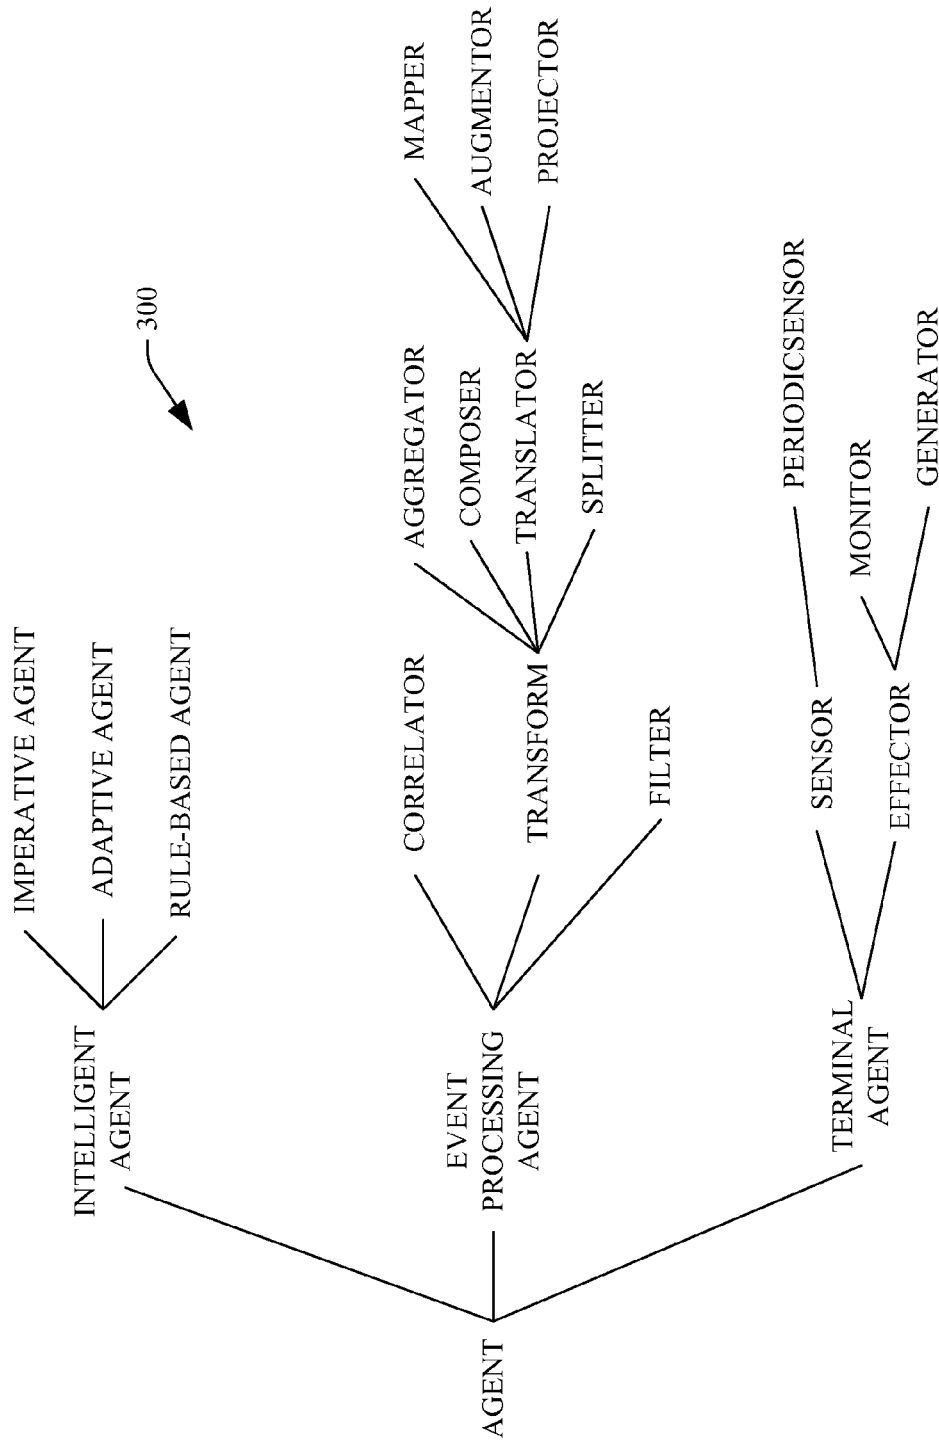 300
IMPERATIVE AGENT
ADAPTIVE AGENT
RULE-BASED AGENT
INTELLIGENT
AGENT
MAPPER
AUGMENTOR
PROJECTOR
AGGREGATOR
COMPOSER
TRANSLATOR
SPLITTER
CORRELATOR
TRANSFORM
FILTER
EVENT
PROCESSING
AGENT
AGENT
PERIODICSENSOR
MONITOR
GENERATOR
SENSOR
EFFECTOR
TERMINAL
AGENT